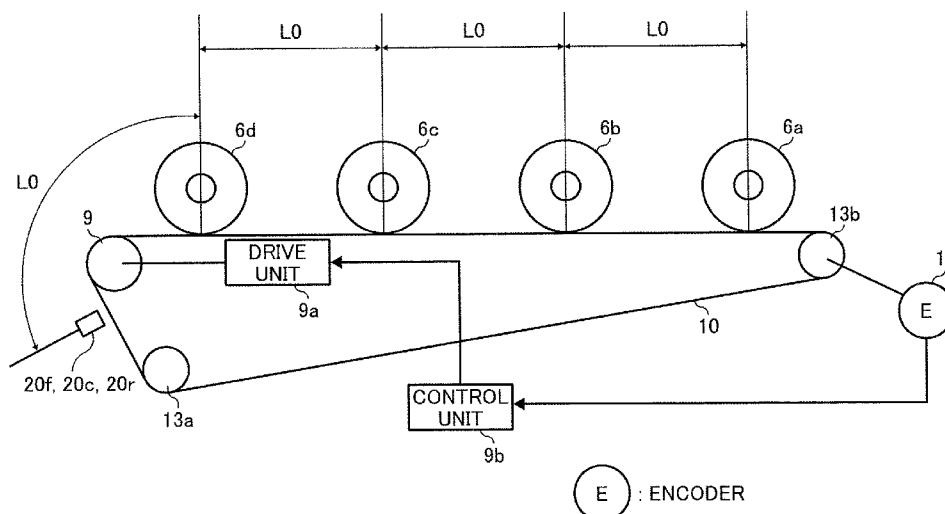 L0 L0 L0
6d 6c 6b 6a
L0
9
13b
DRIVE
UNIT
9a
1
E
10
20f, 20c, 20r
13a
CONTROL
UNIT
9b
E : ENCODER